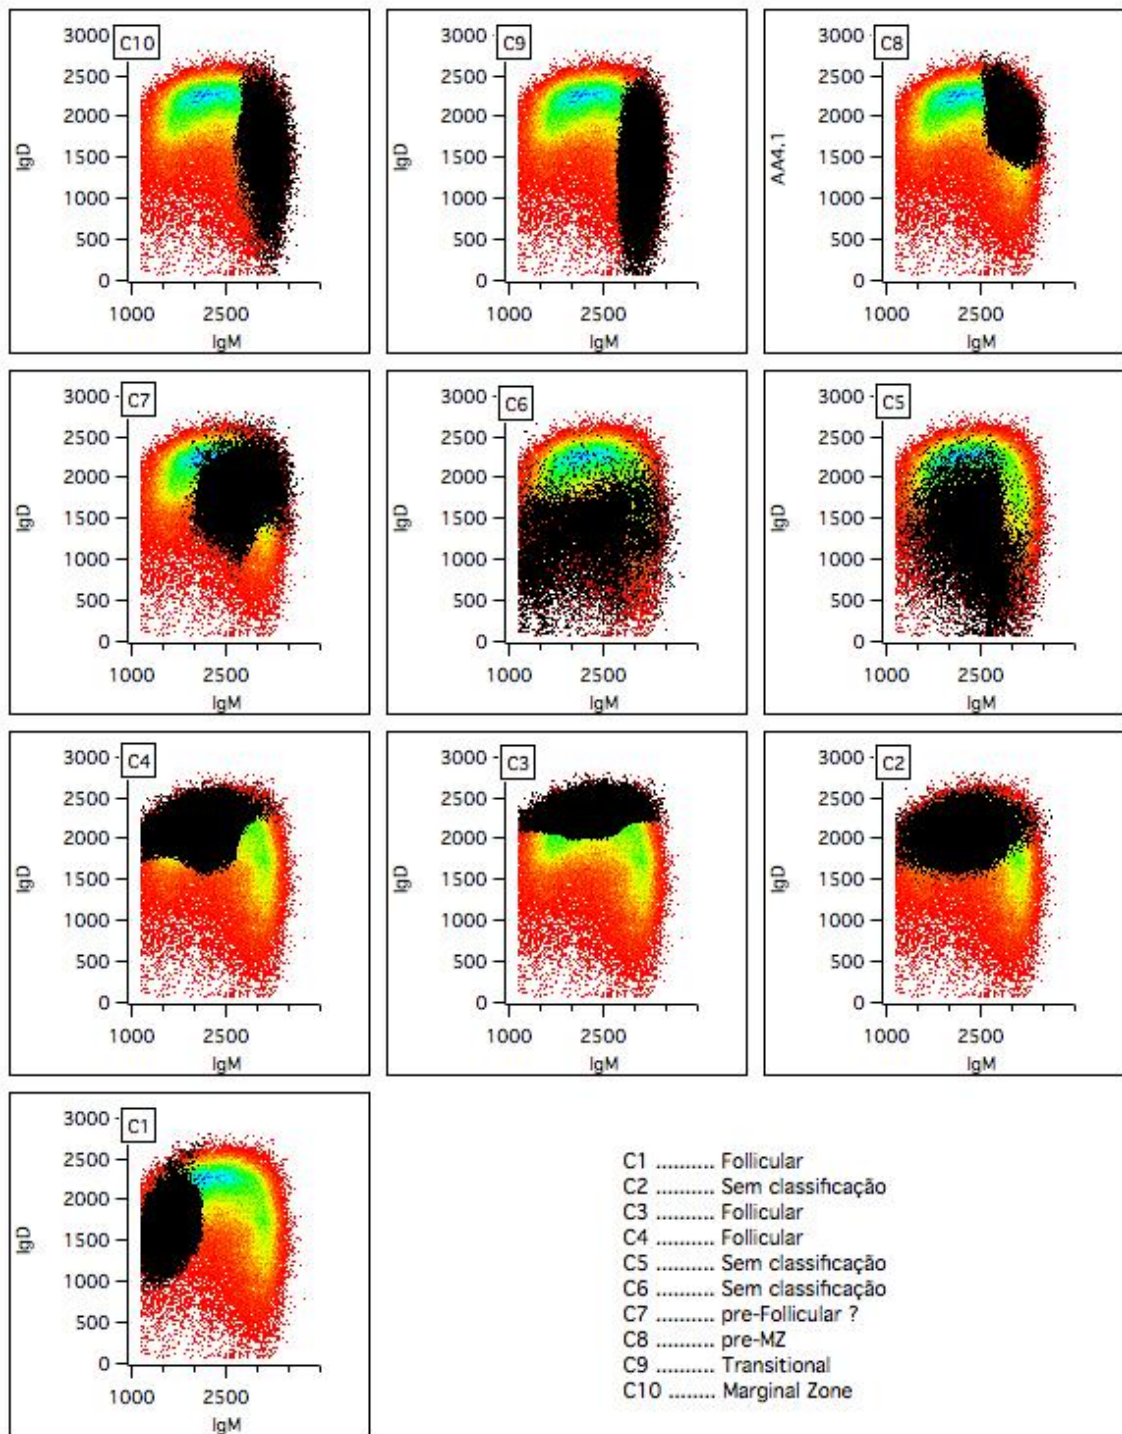 C10
3000
2500
2000
1500
1000
500
0
IgD
1000 2500
IgM
C9
3000
2500
2000
1500
1000
500
0
IgD
1000 2500
IgM
C8
3000
2500
2000
1500
1000
500
0
AA4.1
1000 2500
IgM
C7
3000
2500
2000
1500
1000
500
0
IgD
1000 2500
IgM
C6
3000
2500
2000
1500
1000
500
0
IgD
1000 2500
IgM
C5
3000
2500
2000
1500
1000
500
0
IgD
1000 2500
IgM
C4
3000
2500
2000
1500
1000
500
0
IgD
1000 2500
IgM
C3
3000
2500
2000
1500
1000
500
0
IgD
1000 2500
IgM
C2
3000
2500
2000
1500
1000
500
0
IgD
1000 2500
IgM
C1
3000
2500
2000
1500
1000
500
0
IgD
1000 2500
IgM
C1 .......... Follicular
C2 .......... Sem classificação
C3 .......... Follicular
C4 .......... Follicular
C5 .......... Sem classificação
C6 .......... Sem classificação
C7 .......... pre-Follicular ?
C8 .......... pre-MZ
C9 .......... Transitional
C10 ........ Marginal Zone